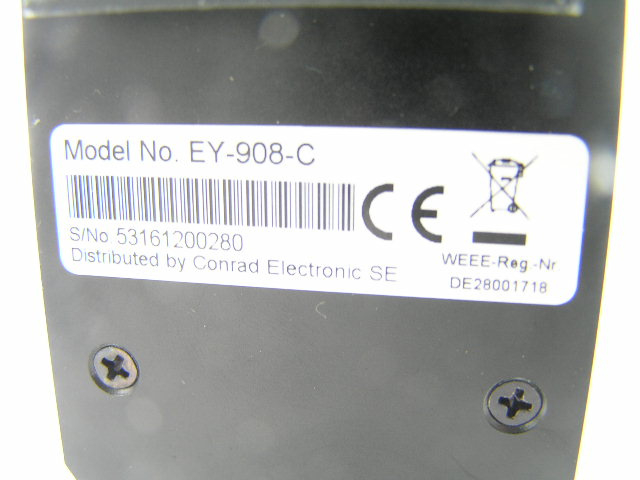 Model No. EY-908-C
CE
S/No 53161200280
Distributed by Conrad Electronic SE
WEEE-Reg.-Nr
DE28001718